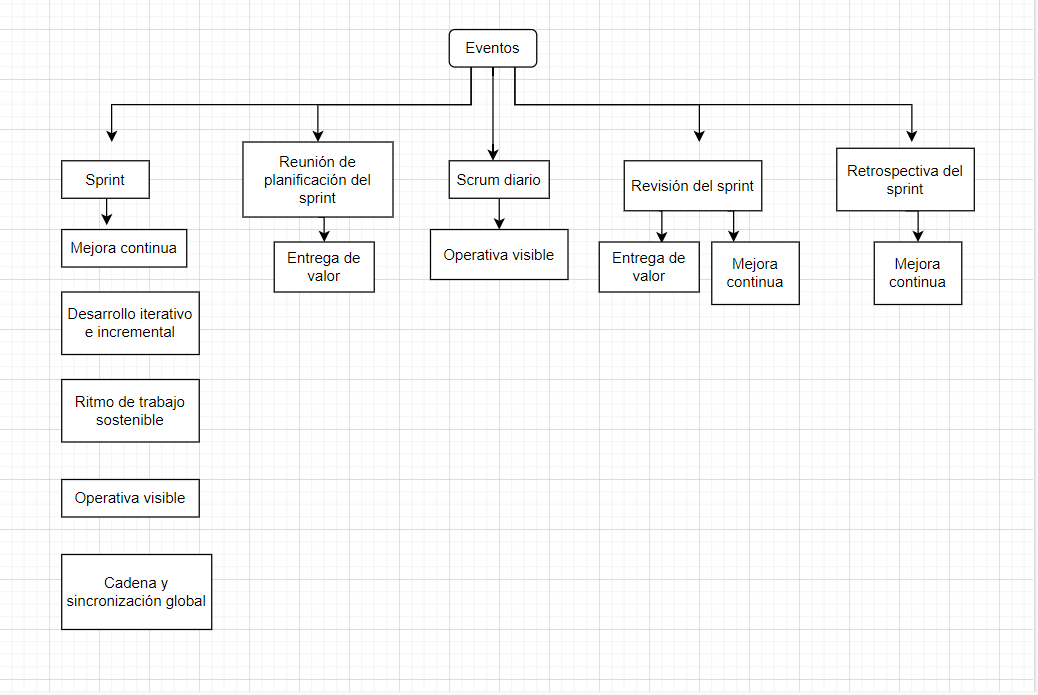 Eventos
Sprint
Reunión de
planificación del
sprint
Scrum diario
Revisión del sprint
Retrospectiva del
sprint
Mejora continua
Entrega de
valor
Operativa visible
Entrega de
valor
Mejora
continua
Mejora
continua
Desarrollo iterativo
e incremental
Ritmo de trabajo
sostenible
Operativa visible
Cadena y
sincronización global